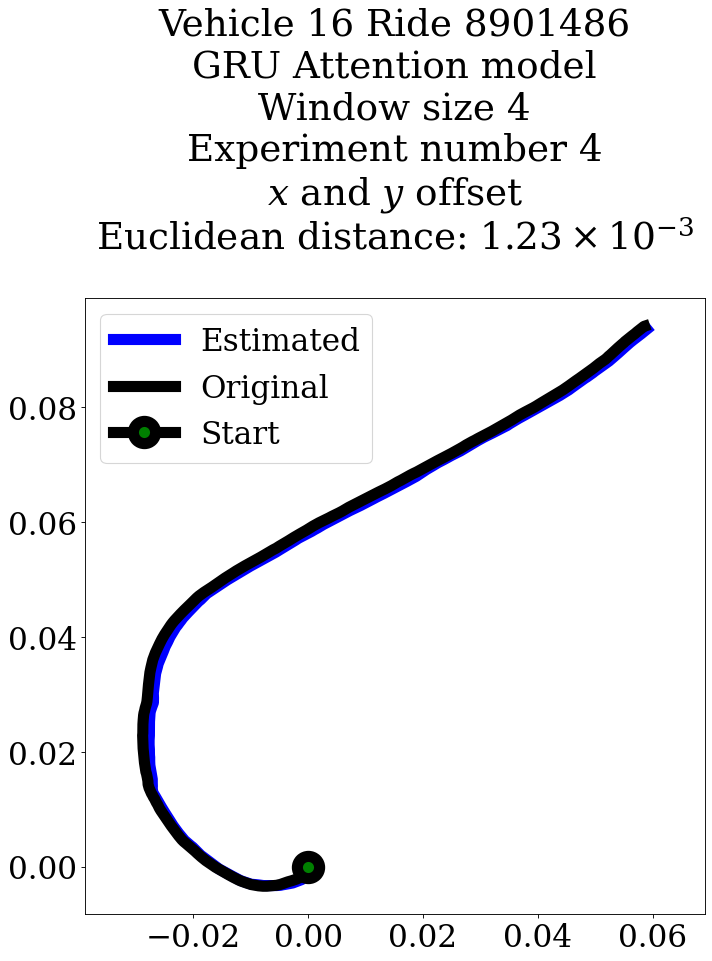 Vehicle 16 Ride 8901486
GRU Attention model
Window size 4
Experiment number 4
x and y offset
Euclidean distance: 1.23 × 10⁻³
Estimated
Original
Start
0.08
0.06
0.04
0.02
0.00
−0.02 0.00 0.02 0.04 0.06